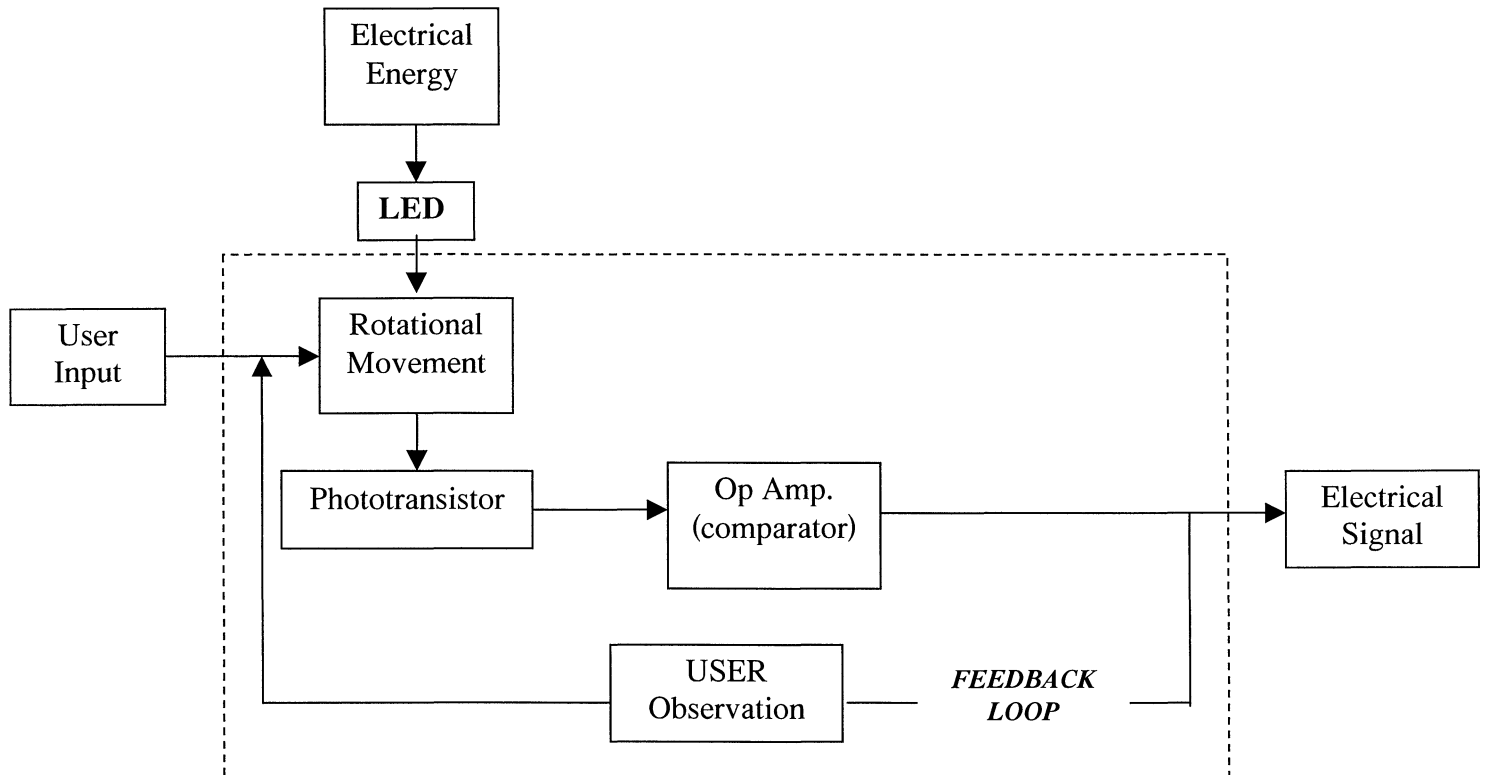 Electrical
Energy
LED
User
Input
Rotational
Movement
Phototransistor
Op Amp.
(comparator)
Electrical
Signal
USER
Observation
FEEDBACK
LOOP